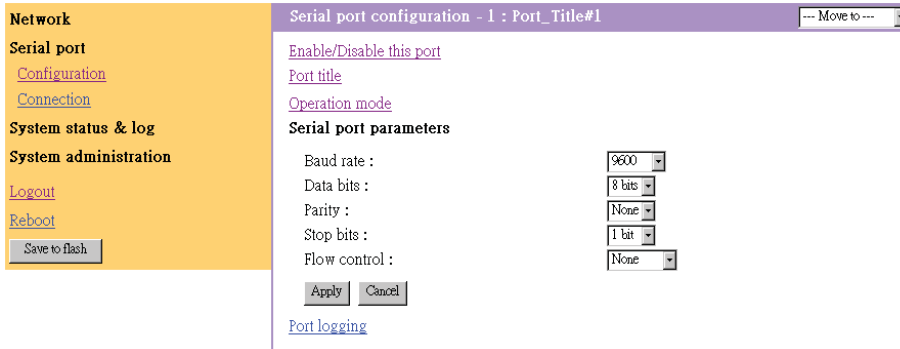 Network
Serial port
Configuration
Connection
System status & log
System administration
Logout
Reboot
Save to flash
Serial port configuration - 1 : Port_Title#1
--- Move to ---
Enable/Disable this port
Port title
Operation mode
Serial port parameters
Baud rate : 9600
Data bits : 8 bits
Parity : None
Stop bits : 1 bit
Flow control : None
Apply Cancel
Port logging